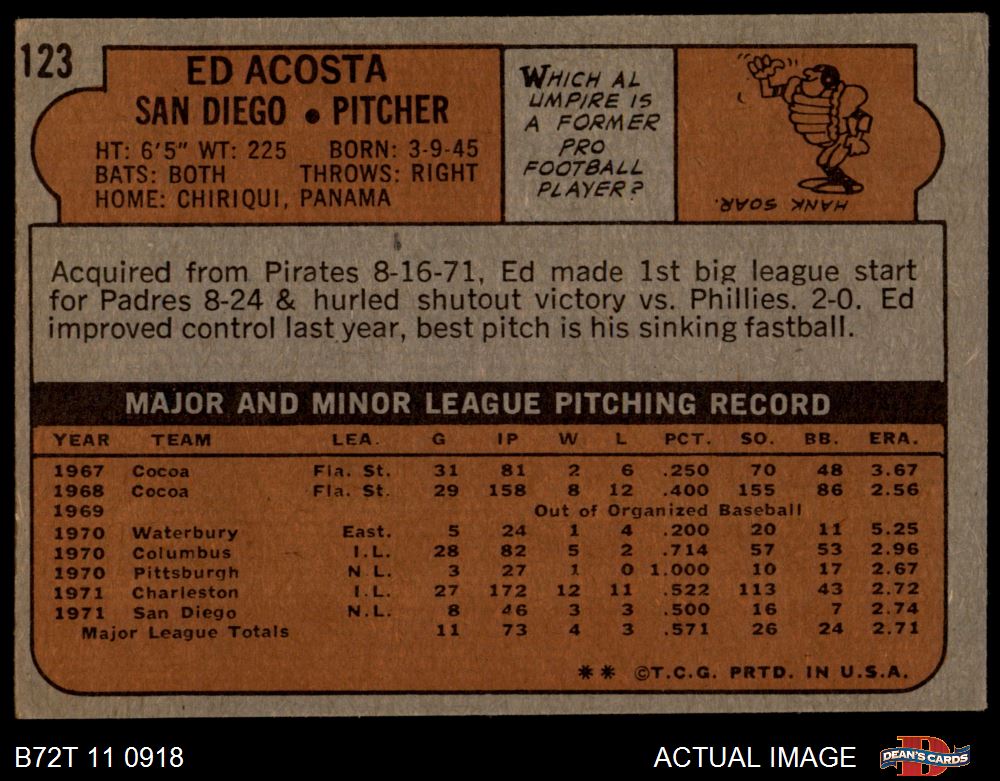 123
ED ACOSTA
SAN DIEGO • PITCHER
HT: 6'5" WT: 225 BORN: 3-9-45
BATS: BOTH THROWS: RIGHT
HOME: CHIRIQUI, PANAMA
WHICH AL
UMPIRE IS
A FORMER
PRO
FOOTBALL
PLAYER?
HANK SOAR.
Acquired from Pirates 8-16-71, Ed made 1st big league start
for Padres 8-24 & hurled shutout victory vs. Phillies. 2-0. Ed
improved control last year, best pitch is his sinking fastball.
MAJOR AND MINOR LEAGUE PITCHING RECORD
YEAR TEAM LEA. G IP W L PCT. SO. BB. ERA.
1967 Cocoa Fla. St. 31 81 2 6 .250 70 48 3.67
1968 Cocoa Fla. St. 29 158 8 12 .400 155 86 2.56
1969 Out of Organized Baseball
1970 Waterbury East. 5 24 1 4 .200 20 11 5.25
1970 Columbus I.L. 28 82 5 2 .714 57 53 2.96
1970 Pittsburgh N.L. 3 27 1 0 1.000 10 17 2.67
1971 Charleston I.L. 27 172 12 11 .522 113 43 2.72
1971 San Diego N.L. 8 46 3 3 .500 16 7 2.74
Major League Totals 11 73 4 3 .571 26 24 2.71
** ©T.C.G. PRTD. IN U.S.A.
B72T 11 0918 ACTUAL IMAGE DEAN'S CARDS